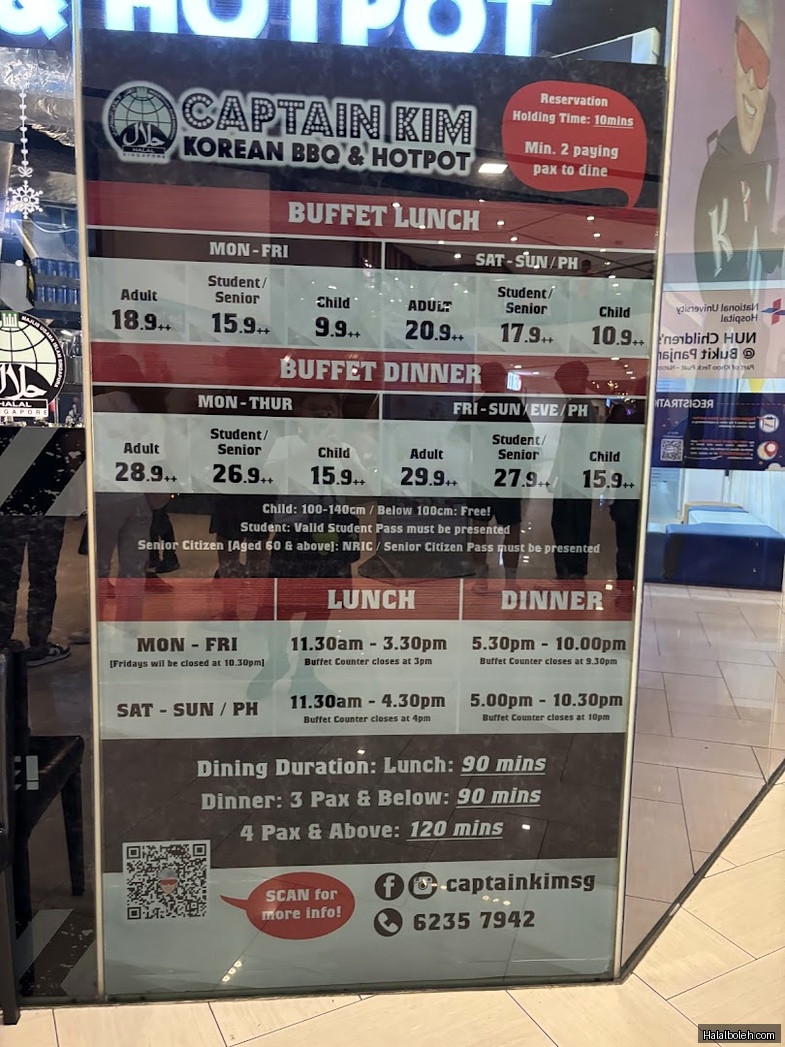 & HOTPOT
CAPTAIN KIM
KOREAN BBQ & HOTPOT
حلال
HALAL
SINGAPORE
Reservation
Holding Time: 10mins
Min. 2 paying
pax to dine
BUFFET LUNCH
MON-FRI
SAT-SUN/PH
Adult
Student/
Senior
Child
ADULT
Student/
Senior
Child
18.9++ 15.9++ 9.9++ 20.9++ 17.9++ 10.9++
BUFFET DINNER
MON-THUR
FRI-SUN/EVE/PH
Adult
Student/
Senior
Child
Adult
Student/
Senior
Child
28.9++ 26.9++ 15.9++ 29.9++ 27.9++ 15.9++
Child: 100-140cm / Below 100cm: Free!
Student: Valid Student Pass must be presented
Senior Citizen [Aged 60 & above]: NRIC / Senior Citizen Pass must be presented
LUNCH DINNER
MON - FRI 11.30am - 3.30pm 5.30pm - 10.00pm
[Fridays wil be closed at 10.30pm] Buffet Counter closes at 3pm Buffet Counter closes at 9.30pm
SAT - SUN / PH 11.30am - 4.30pm 5.00pm - 10.30pm
Buffet Counter closes at 4pm Buffet Counter closes at 10pm
Dining Duration: Lunch: 90 mins
Dinner: 3 Pax & Below: 90 mins
4 Pax & Above: 120 mins
SCAN for
more info!
captainkimsg
6235 7942
حلال
HALAL
SINGAPORE
National University
Hospital
NUH Children's
@ Bukit Panjan
REGISTRATI
Halalboleh.com